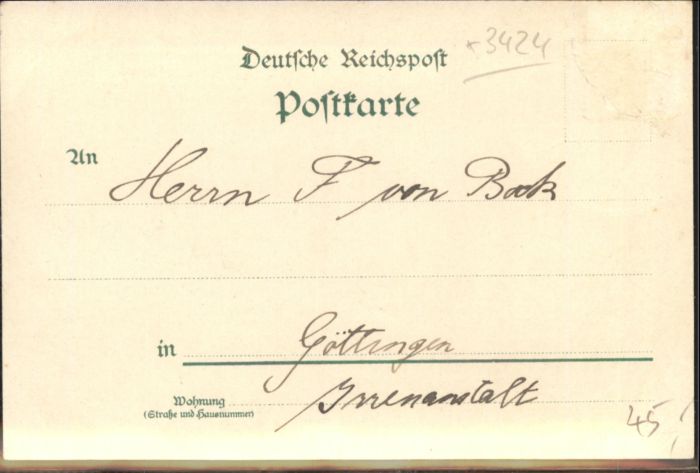 Deutsche Reichspost
*3424
Postkarte
An
Herrn F von Bock
in Göttingen
Wohnung Irrenanstalt
(Straße und Hausnummer)
45